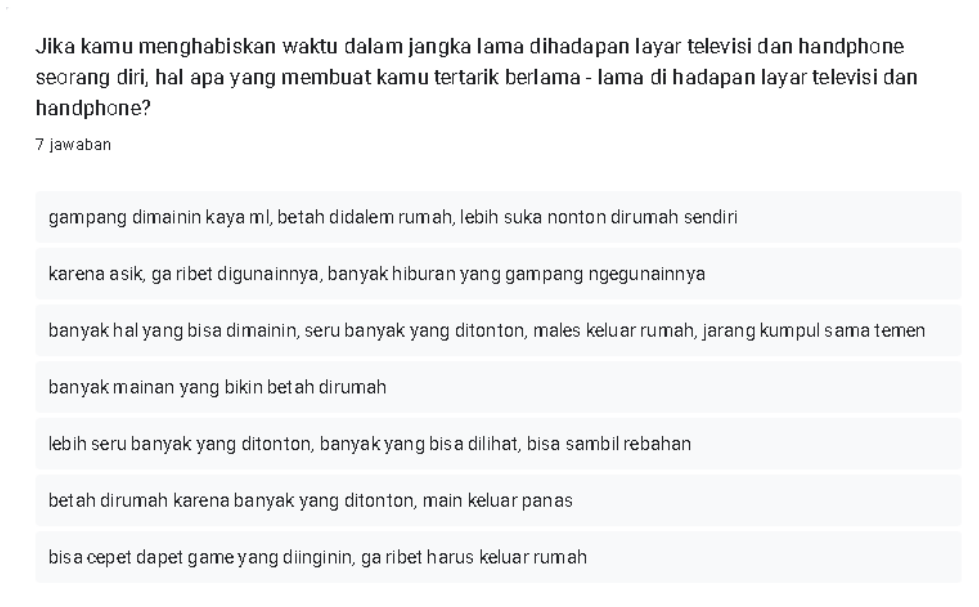 Jika kamu menghabiskan waktu dalam jangka lama dihadapan layar televisi dan handphone
seorang diri, hal apa yang membuat kamu tertarik berlama - lama di hadapan layar televisi dan
handphone?
7 jawaban
gampang dimainin kaya ml, betah didalem rumah, lebih suka nonton dirumah sendiri
karena asik, ga ribet digunainnya, banyak hiburan yang gampang ngegunainnya
banyak hal yang bisa dimainin, seru banyak yang ditonton, males keluar rumah, jarang kumpul sama temen
banyak mainan yang bikin betah dirumah
lebih seru banyak yang ditonton, banyak yang bisa dilihat, bisa sambil rebahan
betah dirumah karena banyak yang ditonton, main keluar panas
bisa cepet dapet game yang diinginin, ga ribet harus keluar rumah